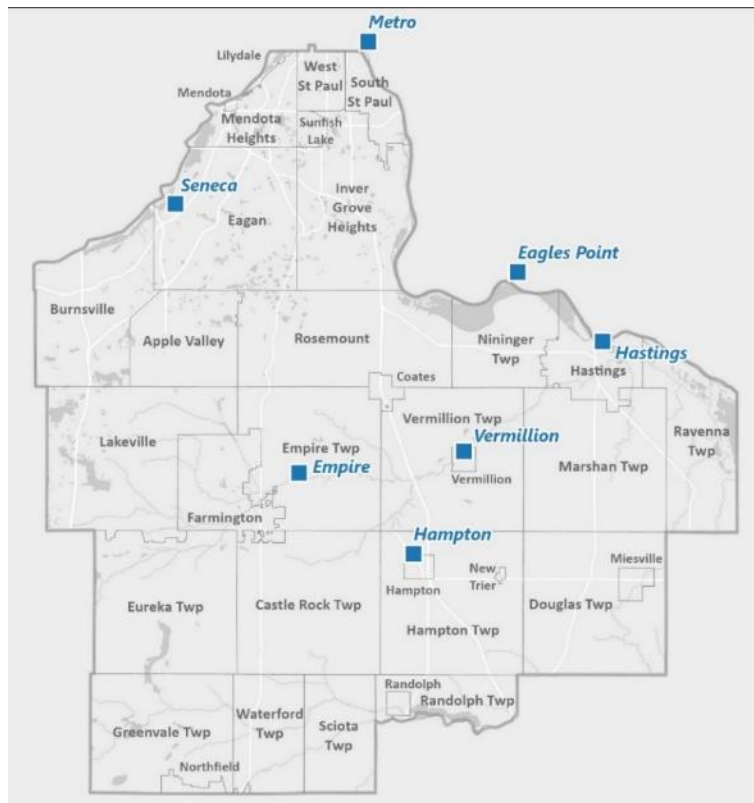 Metro
Lilydale
West
St Paul
South
St Paul
Mendota
Mendota
Heights
Sunfish
Lake
Seneca
Inver
Grove
Heights
Eagan
Eagles Point
Burnsville
Apple Valley
Rosemount
Nininger
Twp
Hastings
Hastings
Coates
Lakeville
Vermillion Twp
Ravenna
Twp
Empire Twp
Vermillion
Empire
Marshan Twp
Vermillion
Farmington
Hampton
New
Trier
Miesville
Hampton
Eureka Twp
Castle Rock Twp
Douglas Twp
Hampton Twp
Randolph
Randolph Twp
Greenvale Twp
Waterford
Twp
Sciota
Twp
Northfield